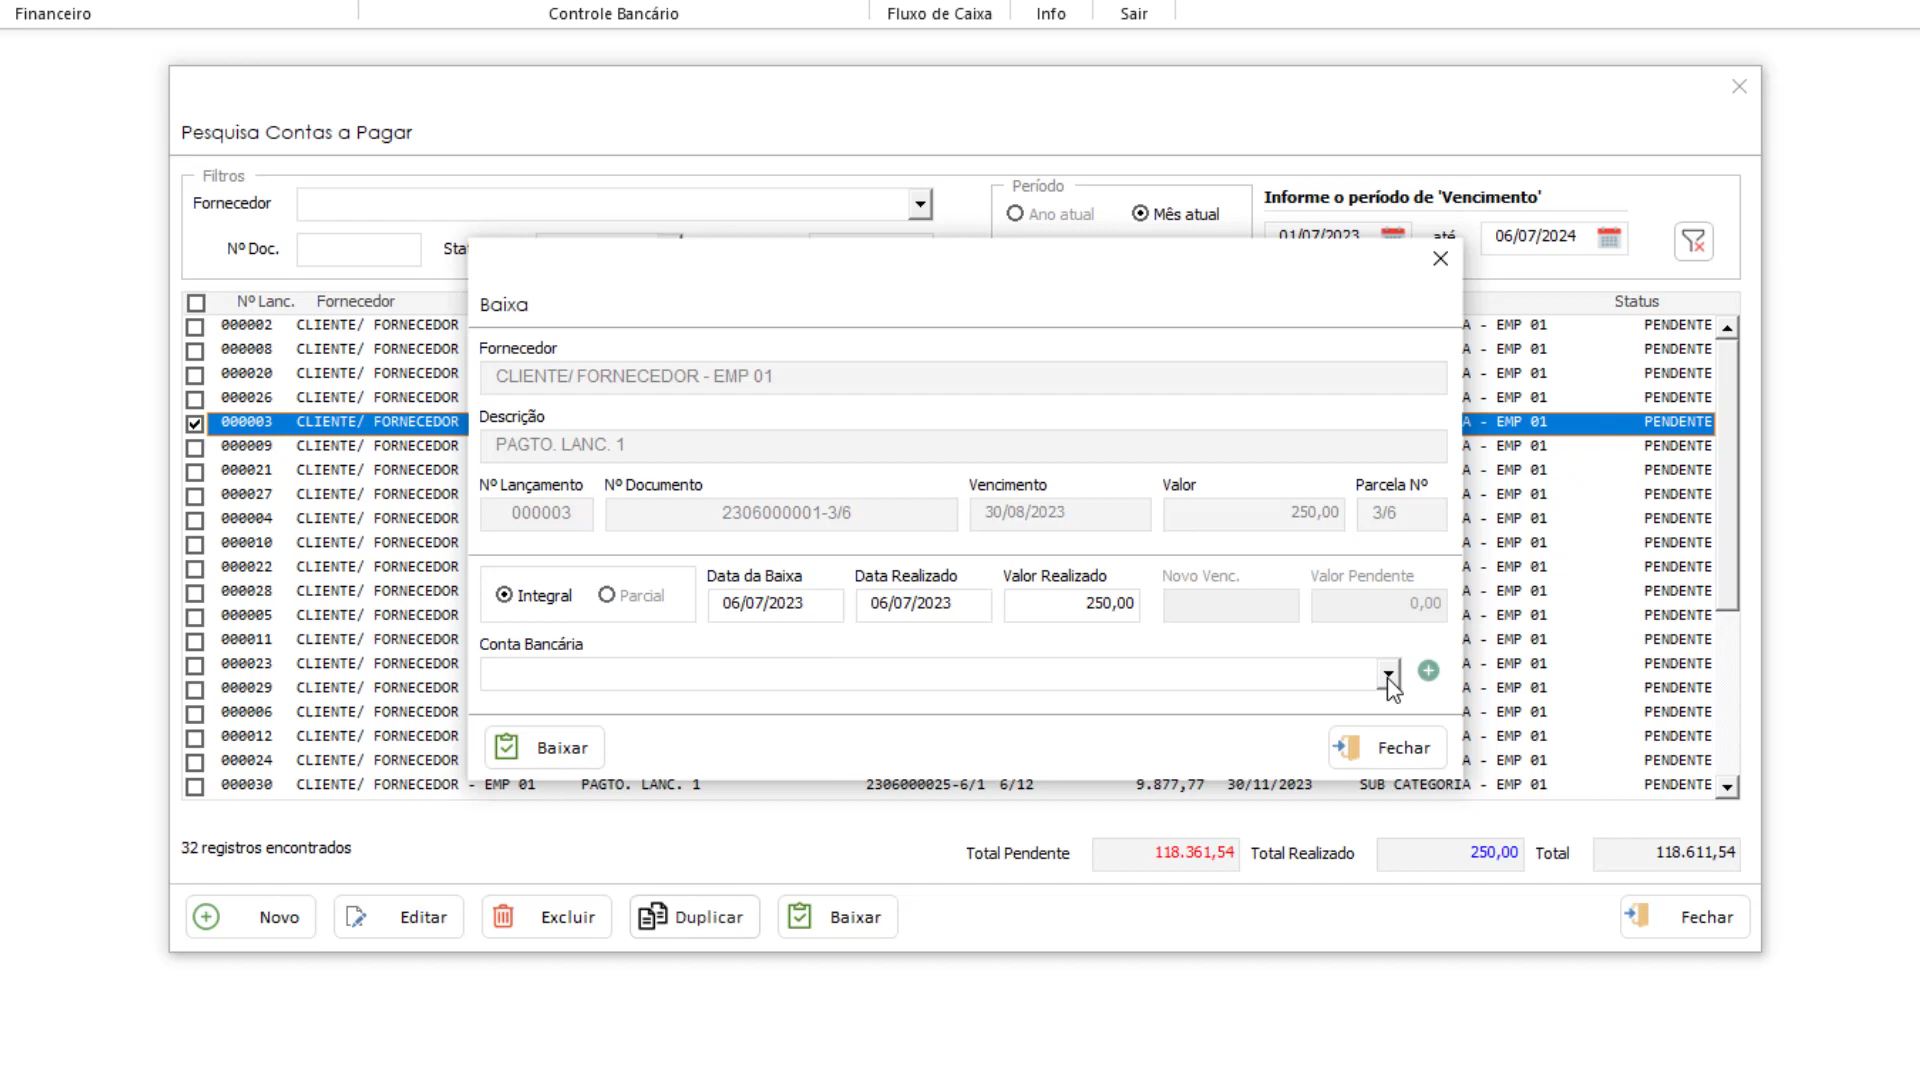 Financeiro Controle Bancário Fluxo de Caixa Info Sair
Pesquisa Contas a Pagar
Filtros
Fornecedor
Período
Ano atual Mês atual
Informe o período de 'Vencimento'
01/07/2023 até 06/07/2024
Nº Doc.
Nº Lanc. Fornecedor Status
000002 CLIENTE/ FORNECEDOR A - EMP 01 PENDENTE
000008 CLIENTE/ FORNECEDOR A - EMP 01 PENDENTE
000020 CLIENTE/ FORNECEDOR A - EMP 01 PENDENTE
000026 CLIENTE/ FORNECEDOR A - EMP 01 PENDENTE
000003 CLIENTE/ FORNECEDOR A - EMP 01 PENDENTE
000009 CLIENTE/ FORNECEDOR A - EMP 01 PENDENTE
000021 CLIENTE/ FORNECEDOR A - EMP 01 PENDENTE
000027 CLIENTE/ FORNECEDOR A - EMP 01 PENDENTE
000004 CLIENTE/ FORNECEDOR A - EMP 01 PENDENTE
000010 CLIENTE/ FORNECEDOR A - EMP 01 PENDENTE
000022 CLIENTE/ FORNECEDOR A - EMP 01 PENDENTE
000028 CLIENTE/ FORNECEDOR A - EMP 01 PENDENTE
000005 CLIENTE/ FORNECEDOR A - EMP 01 PENDENTE
000011 CLIENTE/ FORNECEDOR A - EMP 01 PENDENTE
000023 CLIENTE/ FORNECEDOR A - EMP 01 PENDENTE
000029 CLIENTE/ FORNECEDOR A - EMP 01 PENDENTE
000006 CLIENTE/ FORNECEDOR A - EMP 01 PENDENTE
000012 CLIENTE/ FORNECEDOR A - EMP 01 PENDENTE
000024 CLIENTE/ FORNECEDOR A - EMP 01 PENDENTE
000030 CLIENTE/ FORNECEDOR - EMP 01 PAGTO. LANC. 1 2306000025-6/1 6/12 9.877,77 30/11/2023 SUB CATEGORIA - EMP 01 PENDENTE
Baixa
Fornecedor
CLIENTE/ FORNECEDOR - EMP 01
Descrição
PAGTO. LANC. 1
Nº Lançamento Nº Documento Vencimento Valor Parcela Nº
000003 2306000001-3/6 30/08/2023 250,00 3/6
Integral Parcial
Data da Baixa Data Realizado Valor Realizado Novo Venc. Valor Pendente
06/07/2023 06/07/2023 250,00 0,00
Conta Bancária
Baixar Fechar
32 registros encontrados
Total Pendente 118.361,54 Total Realizado 250,00 Total 118.611,54
Novo Editar Excluir Duplicar Baixar Fechar